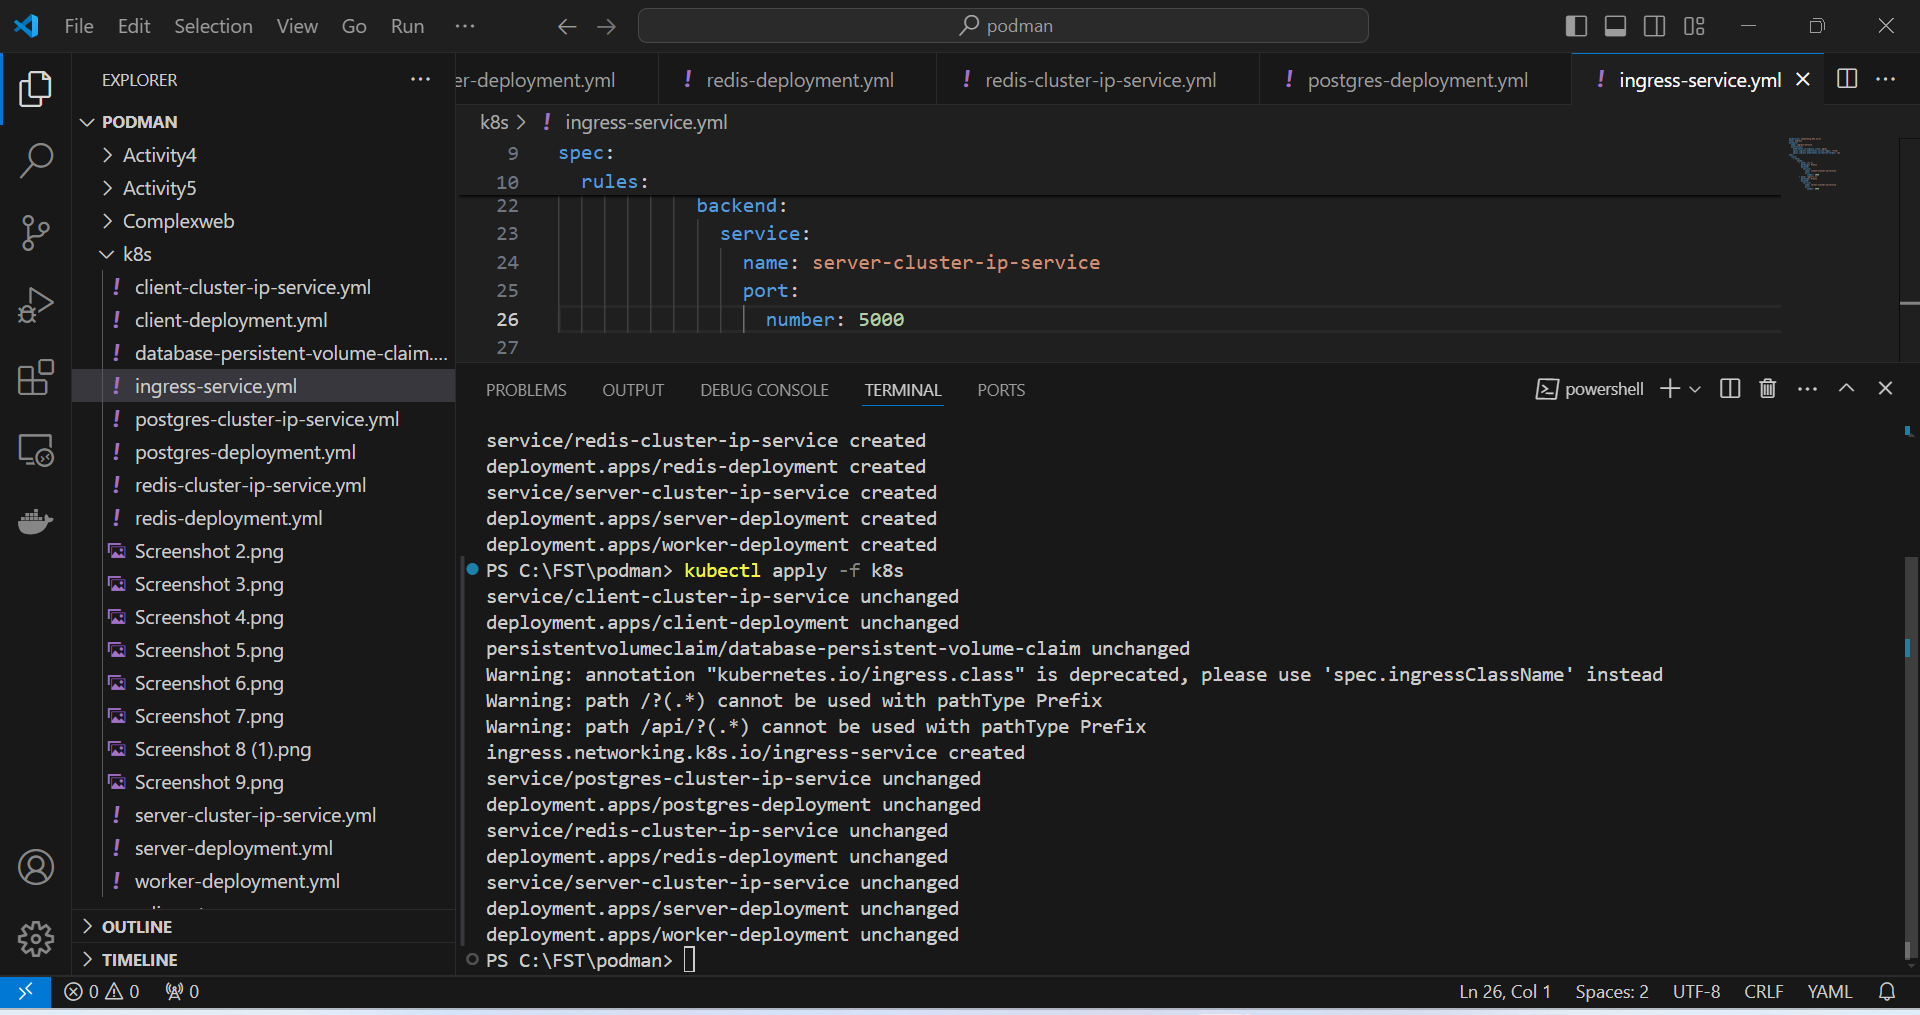 File Edit Selection View Go Run ··· podman
EXPLORER ···
PODMAN
Activity4
Activity5
Complexweb
k8s
! client-cluster-ip-service.yml
! client-deployment.yml
! database-persistent-volume-claim....
! ingress-service.yml
! postgres-cluster-ip-service.yml
! postgres-deployment.yml
! redis-cluster-ip-service.yml
! redis-deployment.yml
Screenshot 2.png
Screenshot 3.png
Screenshot 4.png
Screenshot 5.png
Screenshot 6.png
Screenshot 7.png
Screenshot 8 (1).png
Screenshot 9.png
! server-cluster-ip-service.yml
! server-deployment.yml
! worker-deployment.yml
OUTLINE
TIMELINE
er-deployment.yml ! redis-deployment.yml ! redis-cluster-ip-service.yml ! postgres-deployment.yml ! ingress-service.yml ···
k8s > ! ingress-service.yml
9 spec:
10 rules:
22 backend:
23 service:
24 name: server-cluster-ip-service
25 port:
26 number: 5000
27
PROBLEMS OUTPUT DEBUG CONSOLE TERMINAL PORTS powershell ···
service/redis-cluster-ip-service created
deployment.apps/redis-deployment created
service/server-cluster-ip-service created
deployment.apps/server-deployment created
deployment.apps/worker-deployment created
PS C:\FST\podman> kubectl apply -f k8s
service/client-cluster-ip-service unchanged
deployment.apps/client-deployment unchanged
persistentvolumeclaim/database-persistent-volume-claim unchanged
Warning: annotation "kubernetes.io/ingress.class" is deprecated, please use 'spec.ingressClassName' instead
Warning: path /?(.*) cannot be used with pathType Prefix
Warning: path /api/?(.*) cannot be used with pathType Prefix
ingress.networking.k8s.io/ingress-service created
service/postgres-cluster-ip-service unchanged
deployment.apps/postgres-deployment unchanged
service/redis-cluster-ip-service unchanged
deployment.apps/redis-deployment unchanged
service/server-cluster-ip-service unchanged
deployment.apps/server-deployment unchanged
deployment.apps/worker-deployment unchanged
PS C:\FST\podman>
0 0 0 Ln 26, Col 1 Spaces: 2 UTF-8 CRLF YAML